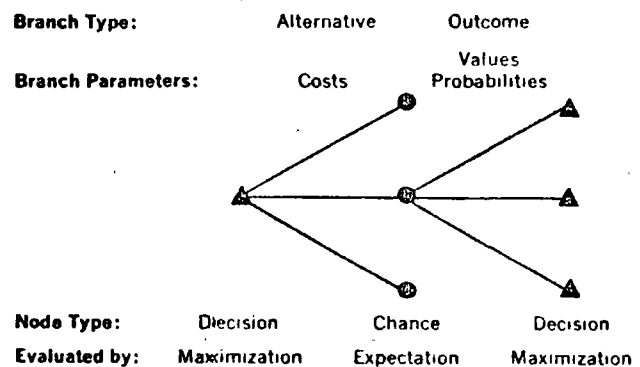 Branch Type: Alternative Outcome
Branch Parameters: Costs Values Probabilities
Node Type: Decision Chance Decision
Evaluated by: Maximization Expectation Maximization